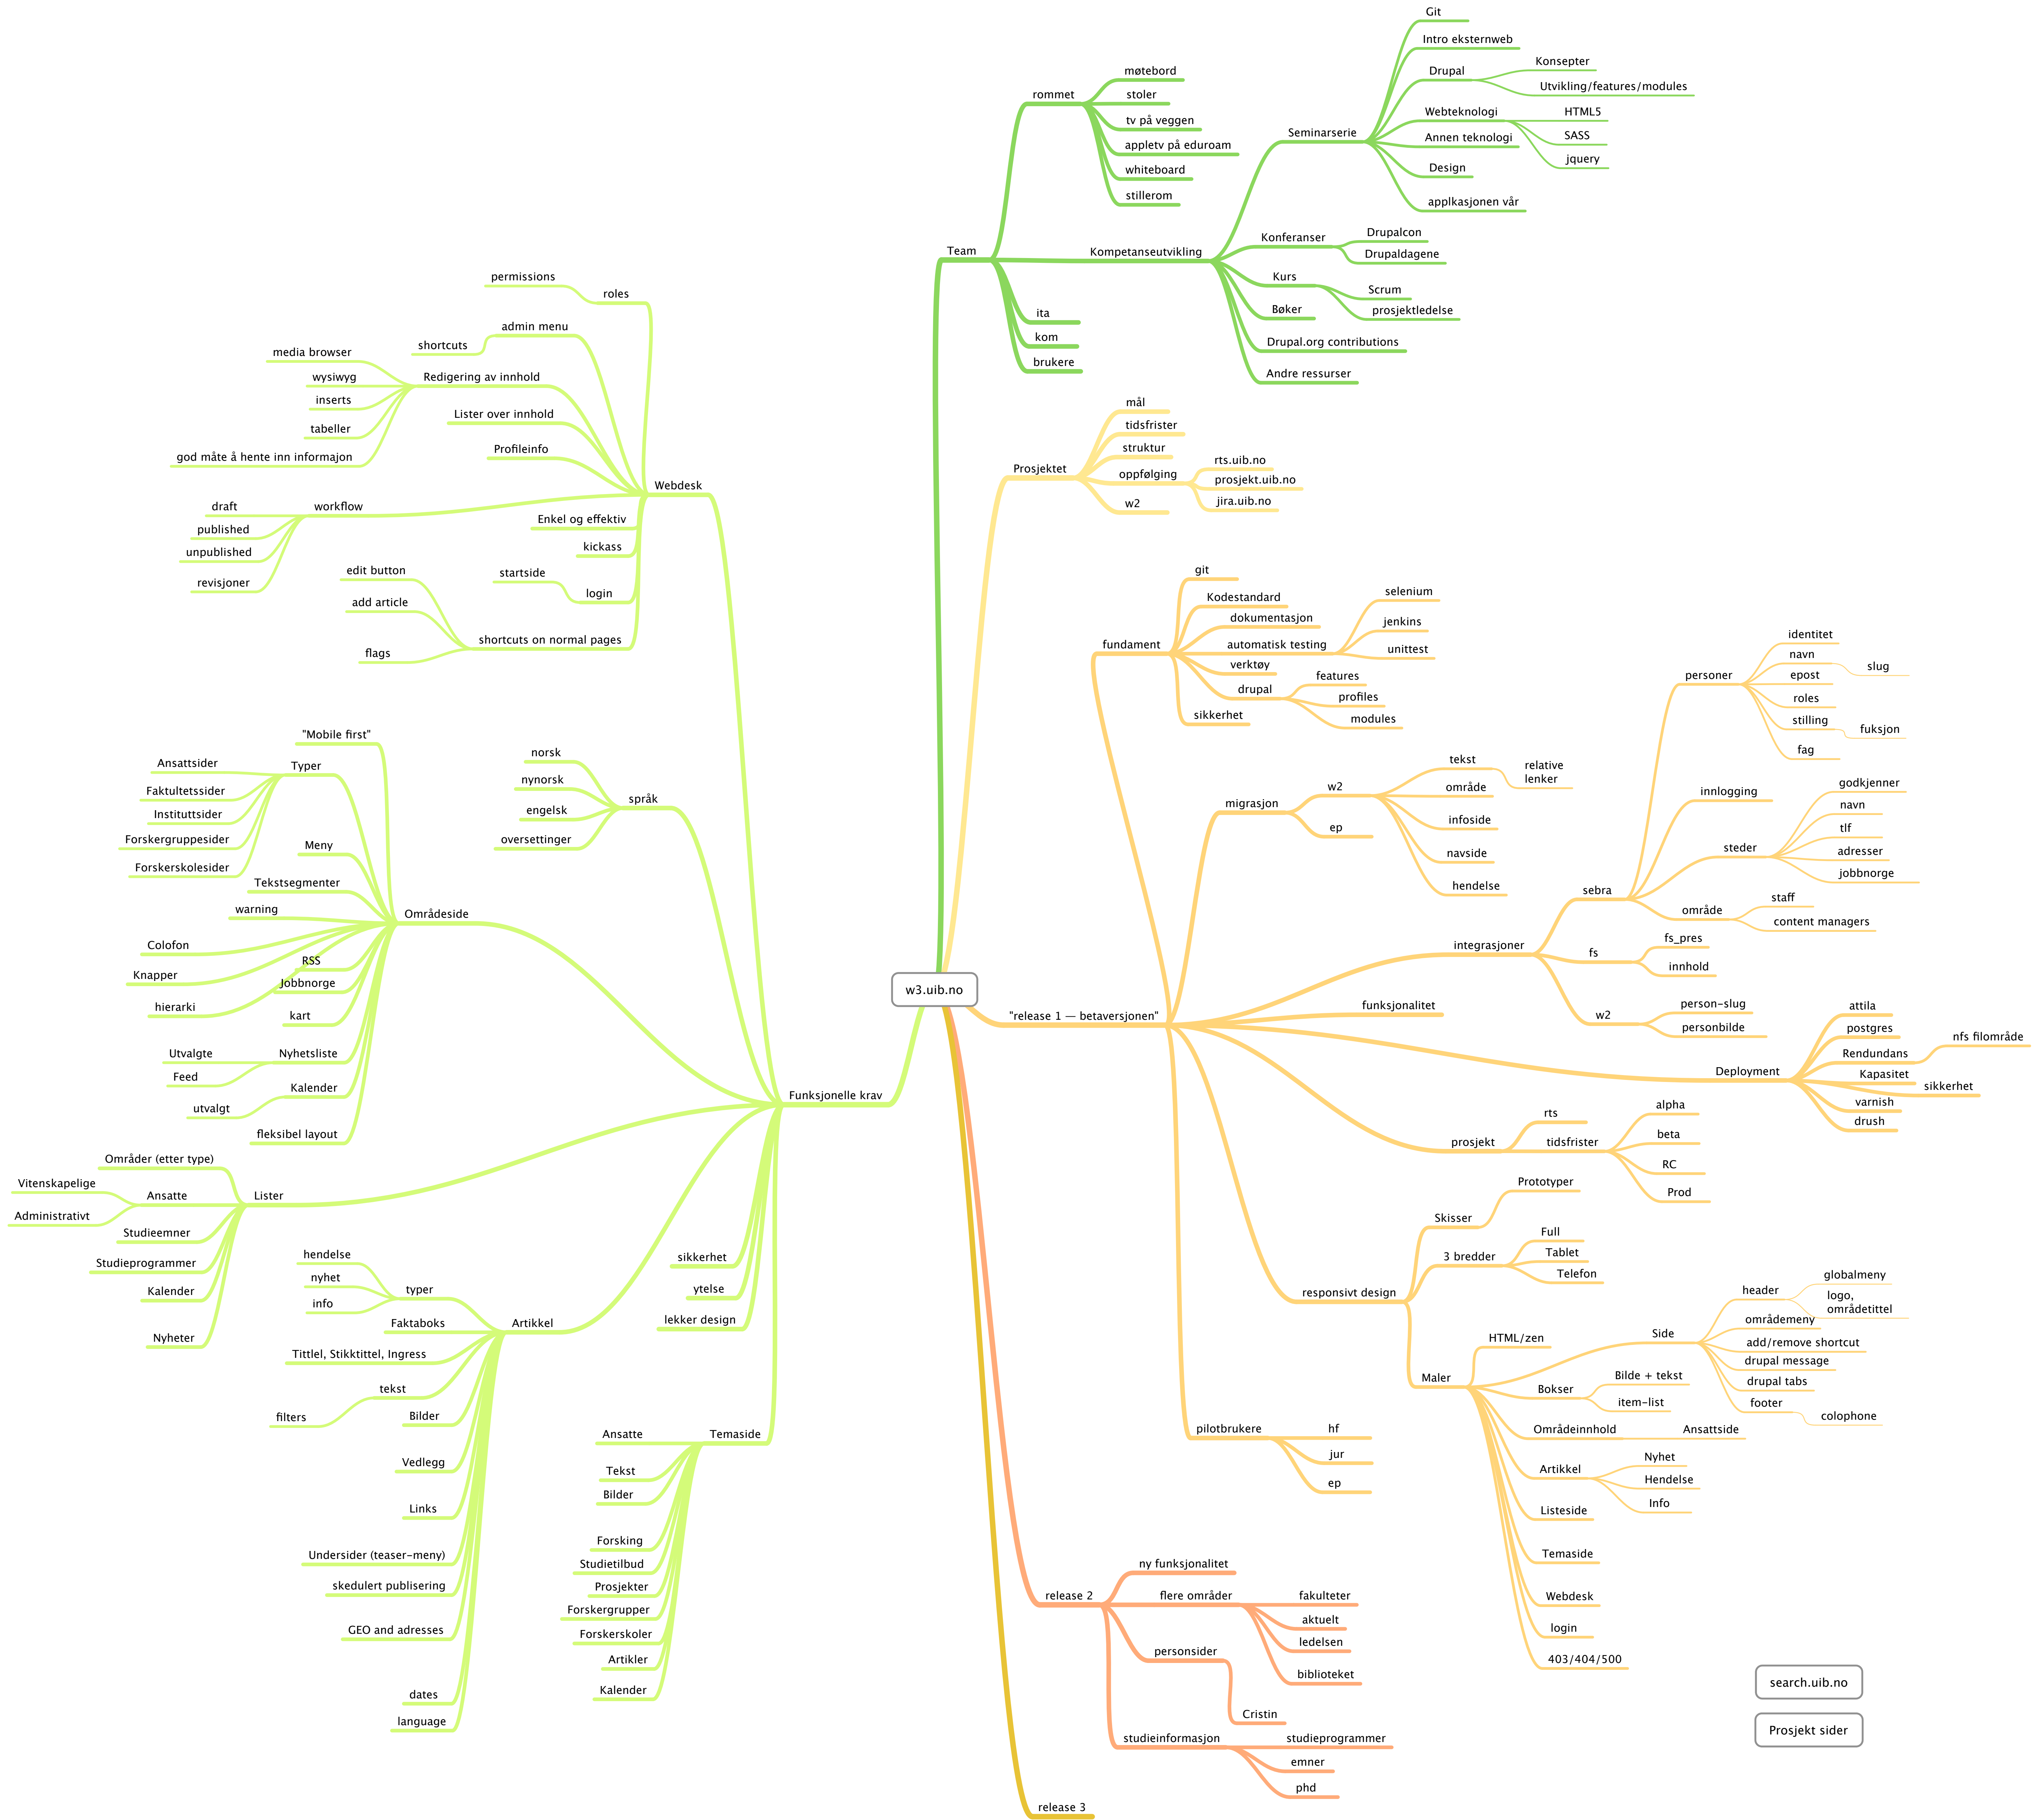 w3.uib.no
Team
rommet
møtebord
stoler
tv på veggen
appletv på eduroam
whiteboard
stillerom
Kompetanseutvikling
Seminarserie
Git
Intro eksternweb
Drupal
Konsepter
Utvikling/features/modules
Webteknologi
HTML5
SASS
jquery
Annen teknologi
Design
applkasjonen vår
Konferanser
Drupalcon
Drupaldagene
Kurs
Scrum
prosjektledelse
Bøker
Drupal.org contributions
Andre ressurser
ita
kom
brukere
Prosjektet
mål
tidsfrister
struktur
oppfølging
rts.uib.no
prosjekt.uib.no
jira.uib.no
w2
"release 1 — betaversjonen"
fundament
git
Kodestandard
dokumentasjon
automatisk testing
selenium
jenkins
unittest
verktøy
drupal
features
profiles
modules
sikkerhet
migrasjon
w2
tekst
relative
lenker
område
infoside
navside
hendelse
ep
integrasjoner
sebra
personer
identitet
navn
slug
epost
roles
stilling
fuksjon
fag
innlogging
steder
godkjenner
navn
tlf
adresser
jobbnorge
område
staff
content managers
fs
fs_pres
innhold
w2
person-slug
personbilde
funksjonalitet
Deployment
attila
postgres
Rendundans
nfs filområde
Kapasitet
sikkerhet
varnish
drush
prosjekt
rts
tidsfrister
alpha
beta
RC
Prod
responsivt design
Skisser
Prototyper
3 bredder
Full
Tablet
Telefon
Maler
HTML/zen
Side
header
globalmeny
logo,
områdetittel
områdemeny
add/remove shortcut
drupal message
drupal tabs
footer
colophone
Bokser
Bilde + tekst
item-list
Områdeinnhold
Ansattside
Artikkel
Nyhet
Hendelse
Info
Listeside
Temaside
Webdesk
login
403/404/500
pilotbrukere
hf
jur
ep
release 2
ny funksjonalitet
flere områder
fakulteter
aktuelt
ledelsen
biblioteket
personsider
Cristin
studieinformasjon
studieprogrammer
emner
phd
release 3
Funksjonelle krav
Webdesk
roles
permissions
admin menu
shortcuts
Redigering av innhold
media browser
wysiwyg
inserts
tabeller
god måte å hente inn informajon
Lister over innhold
Profileinfo
workflow
draft
published
unpublished
revisjoner
Enkel og effektiv
kickass
login
startside
shortcuts on normal pages
edit button
add article
flags
språk
norsk
nynorsk
engelsk
oversettinger
Områdeside
"Mobile first"
Typer
Ansattsider
Faktultetssider
Instituttsider
Forskergruppesider
Forskerskolesider
Meny
Tekstsegmenter
warning
Colofon
Knapper
hierarki
RSS
Jobbnorge
kart
Nyhetsliste
Utvalgte
Feed
Kalender
utvalgt
fleksibel layout
Lister
Områder (etter type)
Ansatte
Vitenskapelige
Administrativt
Studieemner
Studieprogrammer
Kalender
Nyheter
Artikkel
typer
hendelse
nyhet
info
Faktaboks
Tittlel, Stikktittel, Ingress
tekst
filters
Bilder
Vedlegg
Links
Undersider (teaser-meny)
skedulert publisering
GEO and adresses
dates
language
sikkerhet
ytelse
lekker design
Temaside
Ansatte
Tekst
Bilder
Forsking
Studietilbud
Prosjekter
Forskergrupper
Forskerskoler
Artikler
Kalender
search.uib.no
Prosjekt sider